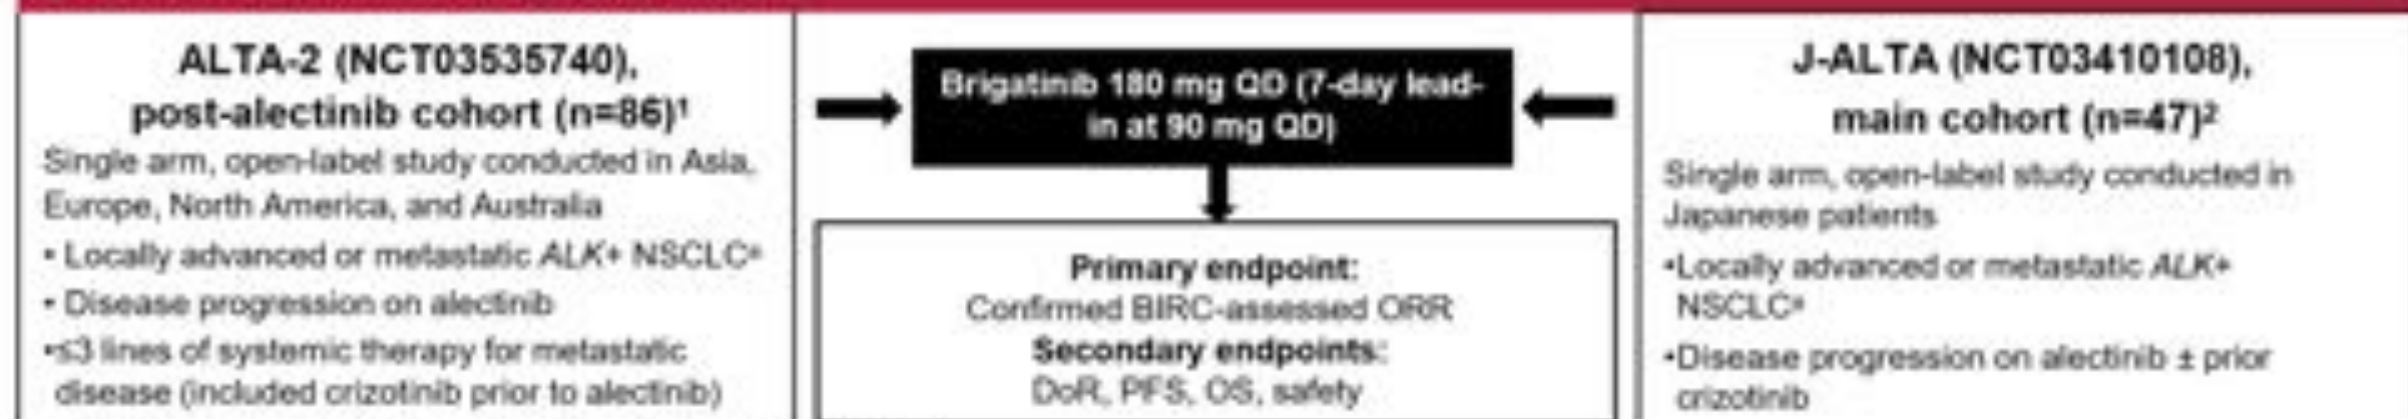 ALTA-2 (NCT03535740),
post-alectinib cohort (n=86)¹
Single arm, open-label study conducted in Asia,
Europe, North America, and Australia
• Locally advanced or metastatic ALK+ NSCLCᵃ
• Disease progression on alectinib
•≤3 lines of systemic therapy for metastatic
disease (included crizotinib prior to alectinib)
Brigatinib 180 mg QD (7-day lead-
in at 90 mg QD)
Primary endpoint:
Confirmed BIRC-assessed ORR
Secondary endpoints:
DoR, PFS, OS, safety
J-ALTA (NCT03410108),
main cohort (n=47)²
Single arm, open-label study conducted in
Japanese patients
•Locally advanced or metastatic ALK+
NSCLCᵃ
•Disease progression on alectinib ± prior
crizotinib